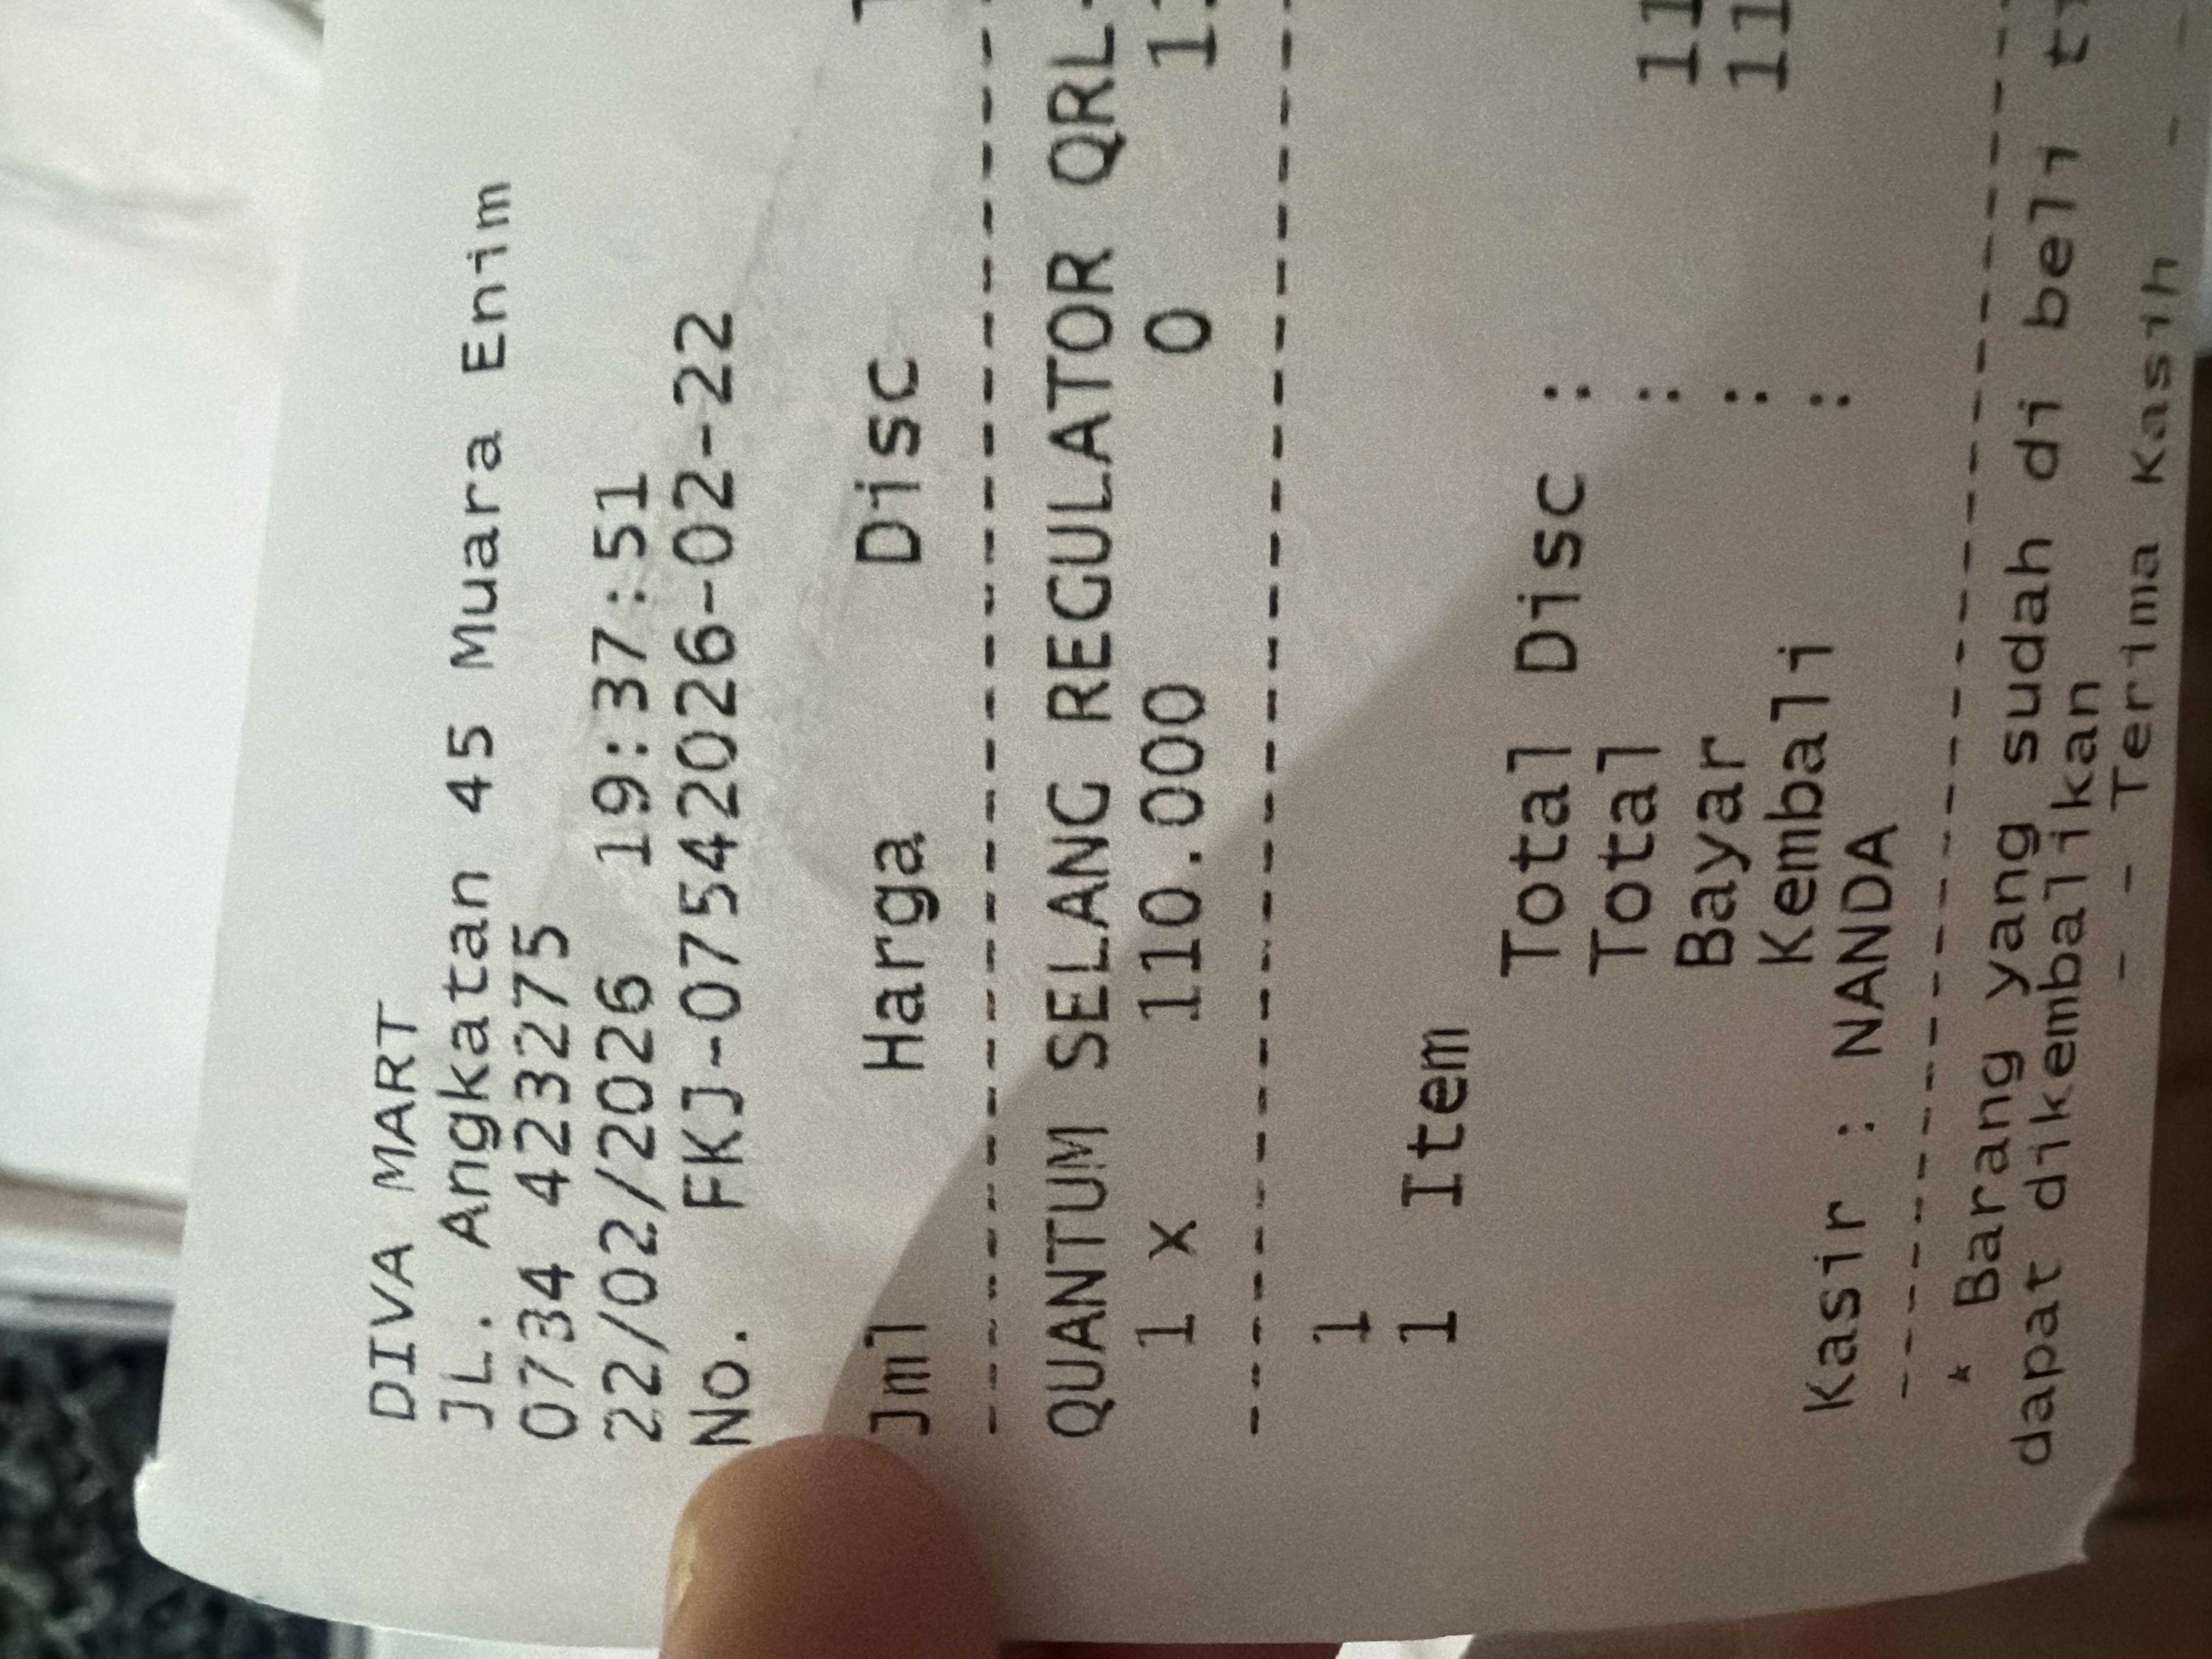 DIVA MART
JL. Angkatan 45 Muara Enim
0734 423275
22/02/2026 19:37:51
No. FKJ-07542026-02-22
Jml Harga Disc
--------------------------------
QUANTUM SELANG REGULATOR QRL-
1 x 110.000 0
--------------------------------
1
1 Item
Total Disc :
Total :
Bayar :
Kembali :
Kasir : NANDA
--------------------------------
* Barang yang sudah di beli
dapat dikembalikan
- - Terima Kasih - -